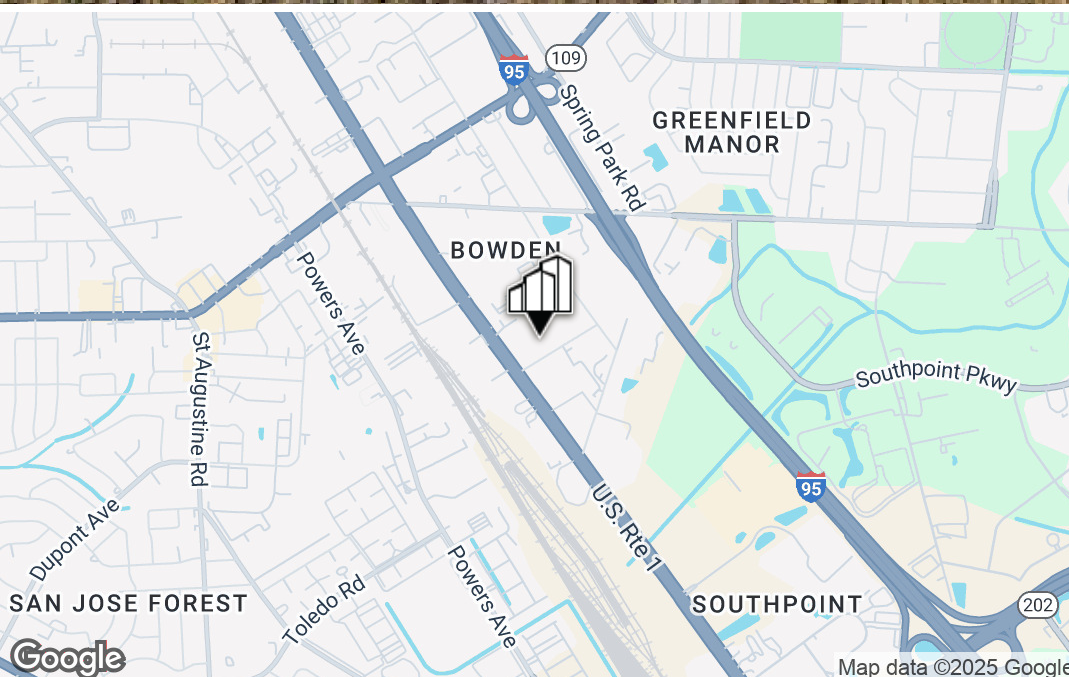 109
95
Spring Park Rd
GREENFIELD
MANOR
BOWDEN
Powers Ave
St Augustine Rd
Southpoint Pkwy
95
U.S. Rte 1
Dupont Ave
Powers Ave
Toledo Rd
SAN JOSE FOREST
SOUTHPOINT
202
Google
Map data ©2025 Google